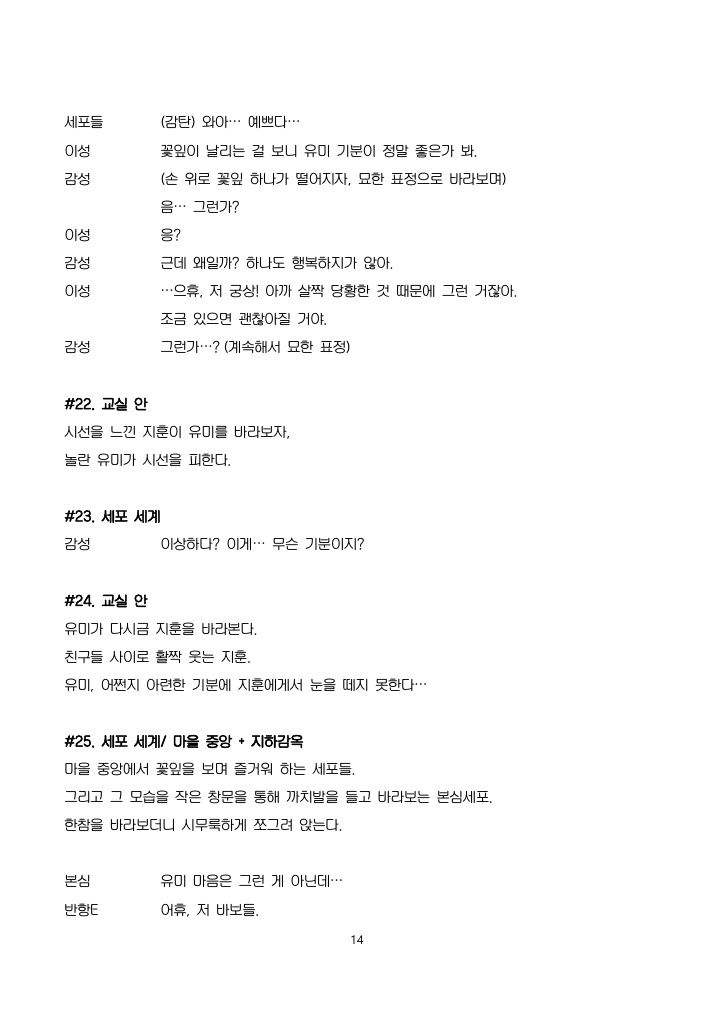 세포들 (감탄) 와아… 예쁘다…
이성 꽃잎이 날리는 걸 보니 유미 기분이 정말 좋은가 봐.
감성 (손 위로 꽃잎 하나가 떨어지자, 묘한 표정으로 바라보며)
음… 그런가?
이성 응?
감성 근데 왜일까? 하나도 행복하지가 않아.
이성 …으휴, 저 궁상! 아까 살짝 당황한 것 때문에 그런 거잖아.
조금 있으면 괜찮아질 거야.
감성 그런가…? (계속해서 묘한 표정)
#22. 교실 안
시선을 느낀 지훈이 유미를 바라보자,
놀란 유미가 시선을 피한다.
#23. 세포 세계
감성 이상하다? 이게… 무슨 기분이지?
#24. 교실 안
유미가 다시금 지훈을 바라본다.
친구들 사이로 활짝 웃는 지훈.
유미, 어쩐지 아련한 기분에 지훈에게서 눈을 떼지 못한다…
#25. 세포 세계/ 마을 중앙 + 지하감옥
마을 중앙에서 꽃잎을 보며 즐거워 하는 세포들.
그리고 그 모습을 작은 창문을 통해 까치발을 들고 바라보는 본심세포.
한참을 바라보더니 시무룩하게 쪼그려 앉는다.
본심 유미 마음은 그런 게 아닌데…
반항E 어휴, 저 바보들.
14